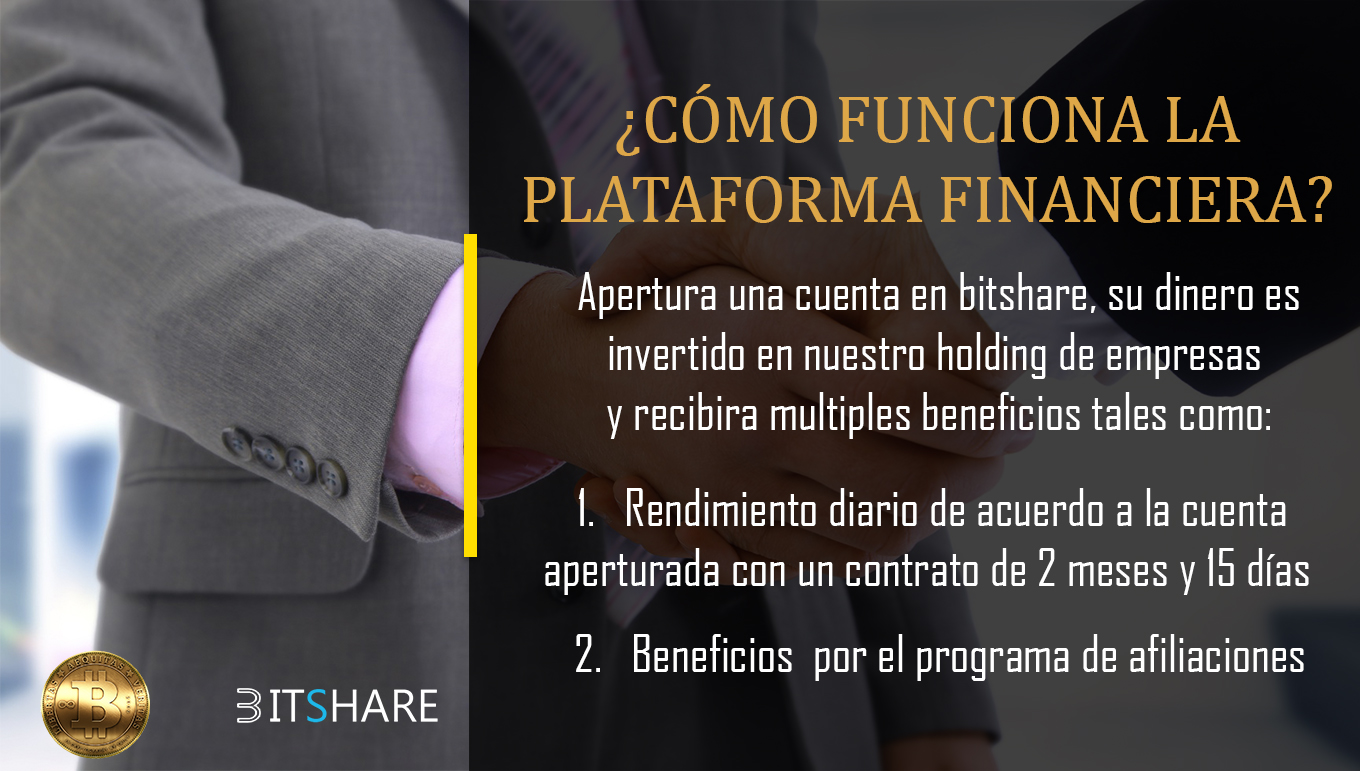 ¿CÓMO FUNCIONA LA
PLATAFORMA FINANCIERA?
Apertura una cuenta en bitshare, su dinero es
invertido en nuestro holding de empresas
y recibira multiples beneficios tales como:
1. Rendimiento diario de acuerdo a la cuenta
aperturada con un contrato de 2 meses y 15 días
2. Beneficios por el programa de afiliaciones
AEQUITAS
VERITAS
BITSHARE